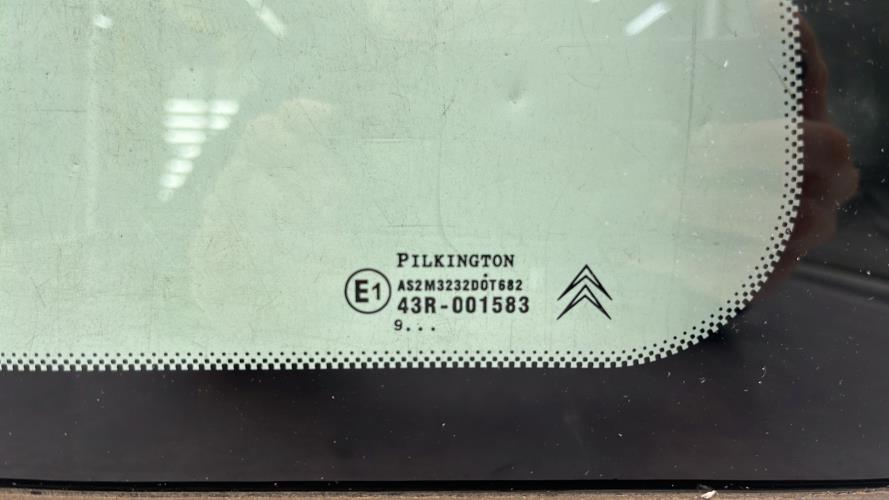 PILKINGTON
E1
AS2M3232DOT682
43R-001583
9...